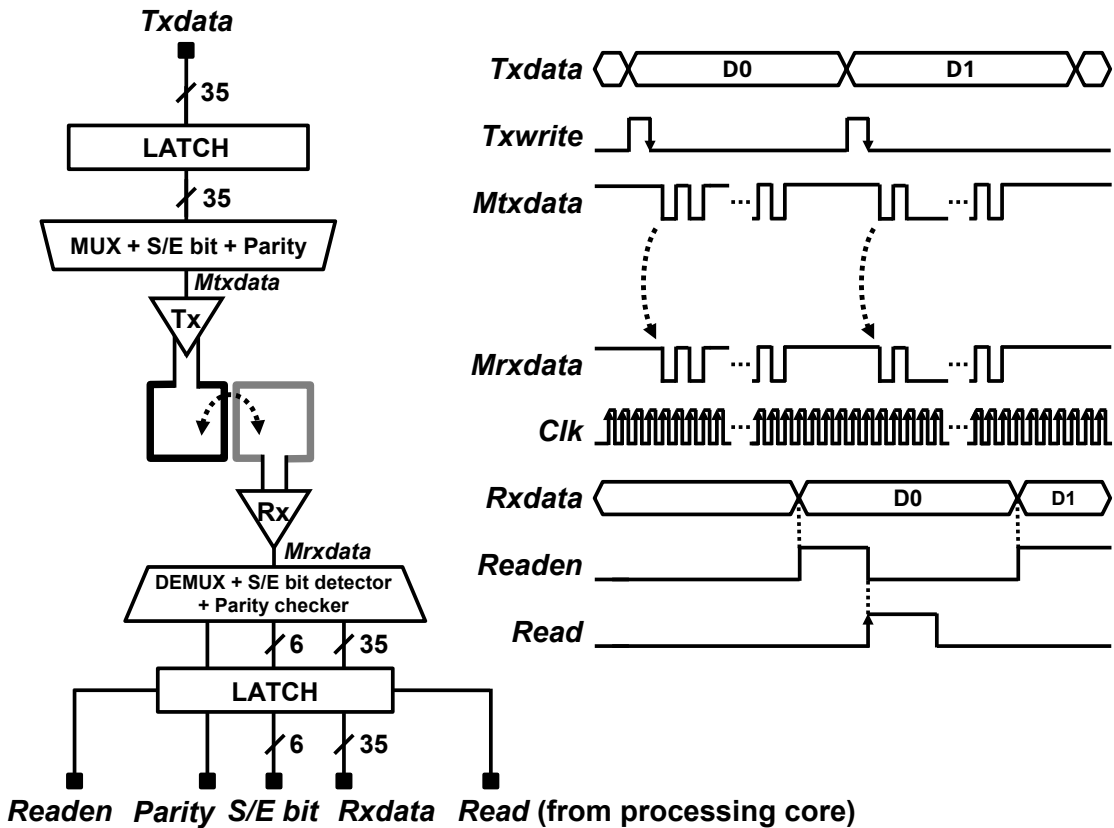 Txdata
35
LATCH
35
MUX + S/E bit + Parity
Mtxdata
Tx
Rx
Mrxdata
DEMUX + S/E bit detector
+ Parity checker
6
35
LATCH
6
35
Readen
Parity
S/E bit
Rxdata
Read (from processing core)
Txdata
D0
D1
Txwrite
Mtxdata
...
...
Mrxdata
...
...
Clk
...
...
Rxdata
D0
D1
Readen
Read